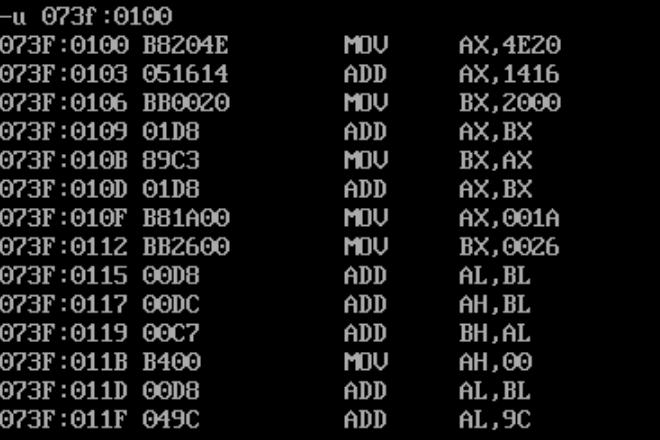 -u 073f:0100
073F:0100 B8204E MOV AX,4E20
073F:0103 051614 ADD AX,1416
073F:0106 BB0020 MOV BX,2000
073F:0109 01D8 ADD AX,BX
073F:010B 89C3 MOV BX,AX
073F:010D 01D8 ADD AX,BX
073F:010F B81A00 MOV AX,001A
073F:0112 BB2600 MOV BX,0026
073F:0115 00D8 ADD AL,BL
073F:0117 00DC ADD AH,BL
073F:0119 00C7 ADD BH,AL
073F:011B B400 MOV AH,00
073F:011D 00D8 ADD AL,BL
073F:011F 049C ADD AL,9C